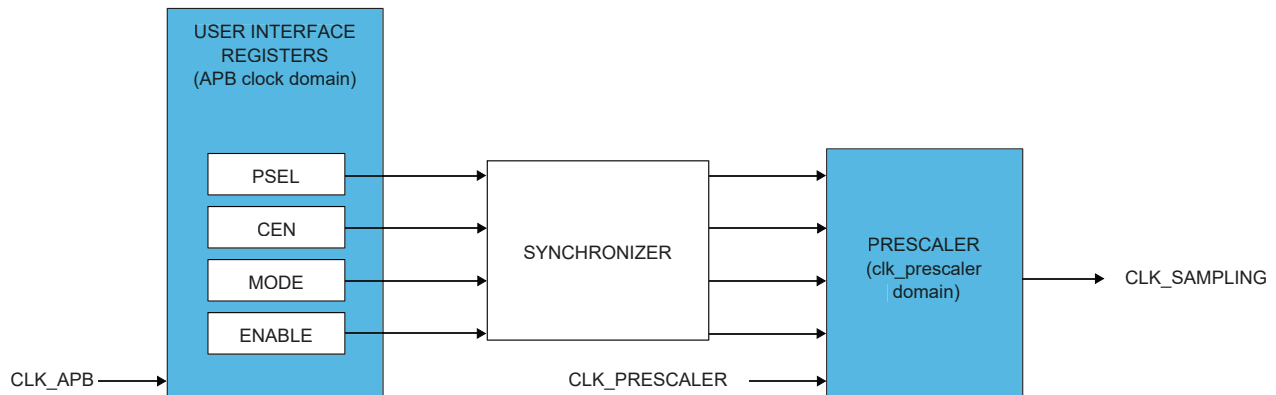 USER INTERFACE
REGISTERS
(APB clock domain)
PSEL
CEN
MODE
ENABLE
CLK_APB
SYNCHRONIZER
CLK_PRESCALER
PRESCALER
(clk_prescaler
domain)
CLK_SAMPLING